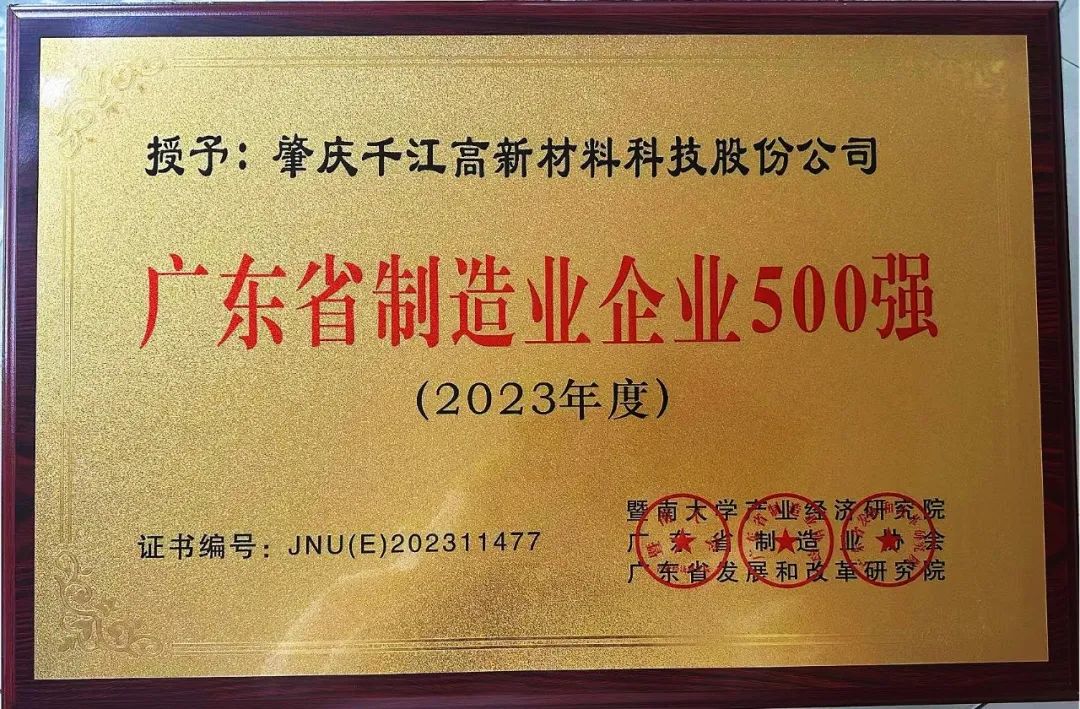 授予：肇庆千江高新材料科技股份公司
广东省制造业企业500强
(2023年度)
暨南大学产业经济研究院
证书编号：JNU(E)202311477
广东省制造业协会
广东省发展和改革研究院